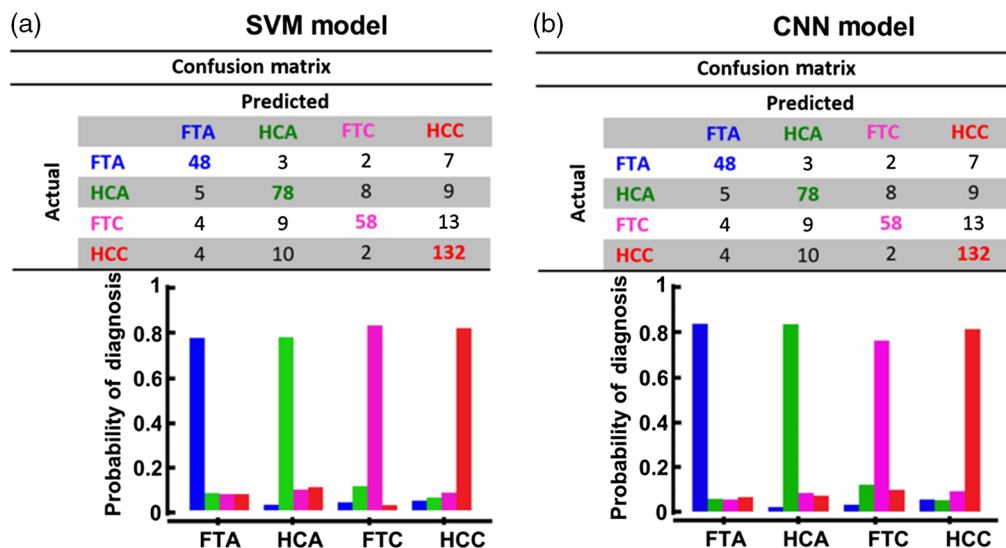 (a) SVM model
Confusion matrix
Predicted
Actual
FTA HCA FTC HCC
FTA 48 3 2 7
HCA 5 78 8 9
FTC 4 9 58 13
HCC 4 10 2 132
Probability of diagnosis
1
0.8
0.6
0.4
0.2
0
FTA HCA FTC HCC
(b) CNN model
Confusion matrix
Predicted
Actual
FTA HCA FTC HCC
FTA 48 3 2 7
HCA 5 78 8 9
FTC 4 9 58 13
HCC 4 10 2 132
Probability of diagnosis
1
0.8
0.6
0.4
0.2
0
FTA HCA FTC HCC